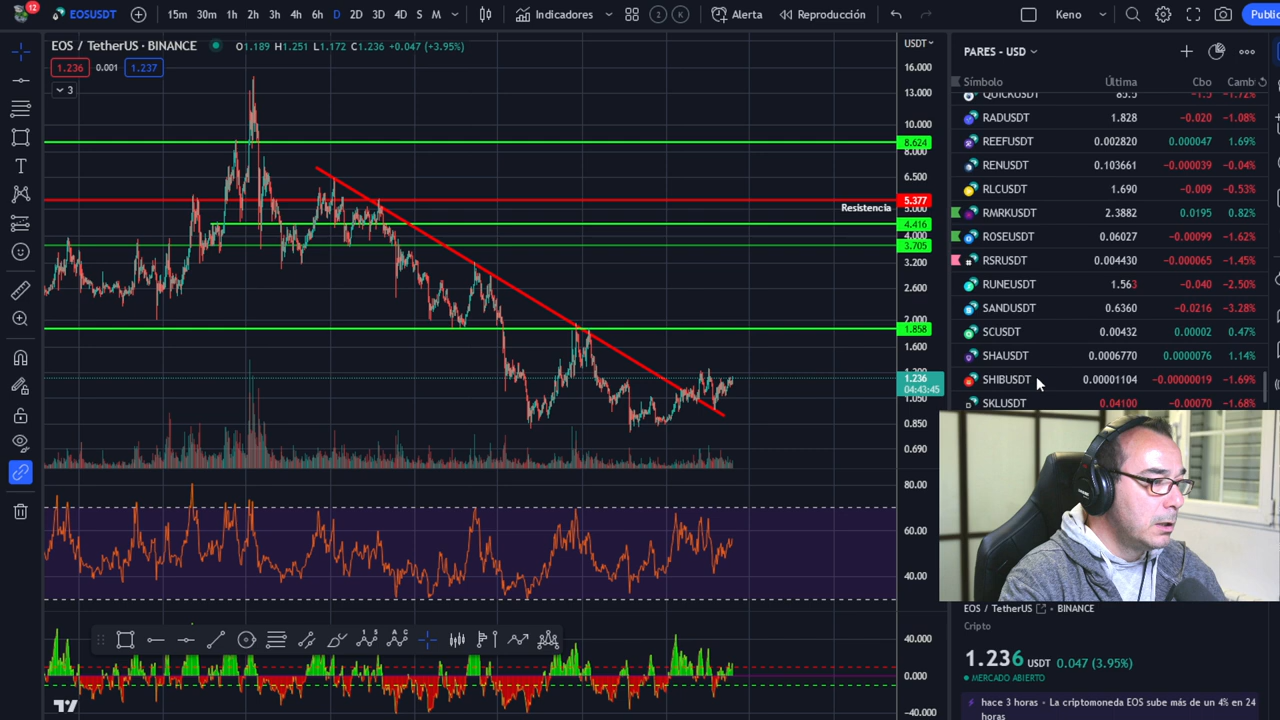 12
EOSUSDT
15m 30m 1h 2h 3h 4h 6h D 2D 3D 4D S M
Indicadores
2 K
Alerta
Reproducción
Keno
Public
EOS / TetherUS · BINANCE
O1.189 H1.251 L1.172 C1.236 +0.047 (+3.95%)
USDT
1.236 0.001 1.237
3
16.000
13.000
10.000
8.624
8.000
6.500
5.377
Resistencia
5.000
4.416
4.000
3.705
3.200
2.600
2.000
1.858
1.600
1.236
04:43:45
1.050
0.850
0.690
80.00
60.00
40.00
40.000
0.000
−40.000
PARES - USD
Símbolo Última Cbo Camb
QUICKUSDT 85.5 −1.5 −1.72%
RADUSDT 1.828 −0.020 −1.08%
REEFUSDT 0.002820 0.000047 1.69%
RENUSDT 0.103661 −0.000039 −0.04%
RLCUSDT 1.690 −0.009 −0.53%
RMRKUSDT 2.3882 0.0195 0.82%
ROSEUSDT 0.06027 −0.00099 −1.62%
RSRUSDT 0.004430 −0.000065 −1.45%
RUNEUSDT 1.563 −0.040 −2.50%
SANDUSDT 0.6360 −0.0216 −3.28%
SCUSDT 0.00432 0.00002 0.47%
SHAUSDT 0.0006770 0.0000076 1.14%
SHIBUSDT 0.00001104 −0.00000019 −1.69%
SKLUSDT 0.04100 −0.00070 −1.68%
EOS / TetherUS • BINANCE
Cripto
1.236 USDT 0.047 (3.95%)
MERCADO ABIERTO
hace 3 horas - La criptomoneda EOS sube más de un 4% en 24
horas